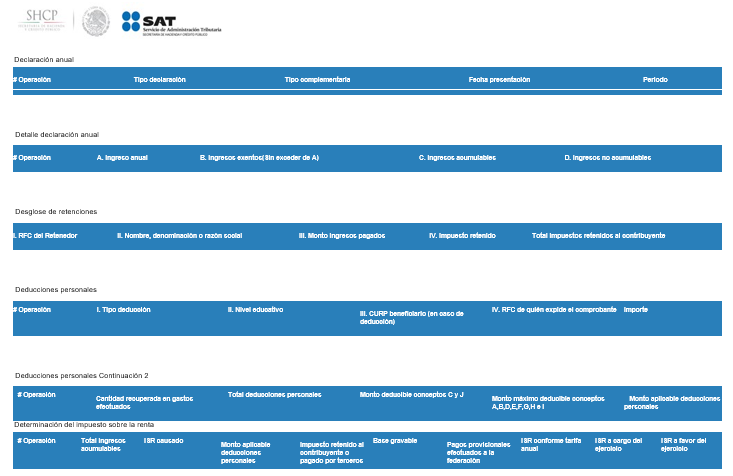 SHCP
SAT
Servicio de Administración Tributaria
SECRETARÍA DE HACIENDA Y CRÉDITO PÚBLICO
Declaración anual
# Operación Tipo declaración Tipo complementaria Fecha presentación Periodo
Detalle declaración anual
# Operación A. Ingreso anual B. Ingresos exentos(Sin exceder de A) C. Ingresos acumulables D. Ingresos no acumulables
Desglose de retenciones
I. RFC del Retenedor II. Nombre, denominación o razón social III. Monto ingresos pagados IV. Impuesto retenido Total impuestos retenidos al contribuyente
Deducciones personales
# Operación I. Tipo deducción II. Nivel educativo III. CURP beneficiario (en caso de IV. RFC de quién expide el comprobante Importe
deducción)
Deducciones personales Continuación 2
# Operación Cantidad recuperada en gastos Total deducciones personales Monto deducible conceptos C y J Monto máximo deducible conceptos Monto aplicable deducciones
efectuados A,B,D,E,F,G,H e I personales
Determinación del impuesto sobre la renta
# Operación Total ingresos ISR causado Monto aplicable Impuesto retenido al Base gravable Pagos provisionales ISR conforme tarifa ISR a cargo del ISR a favor del
acumulables deducciones contribuyente o efectuados a la anual ejercicio ejercicio
personales pagado por terceros federación